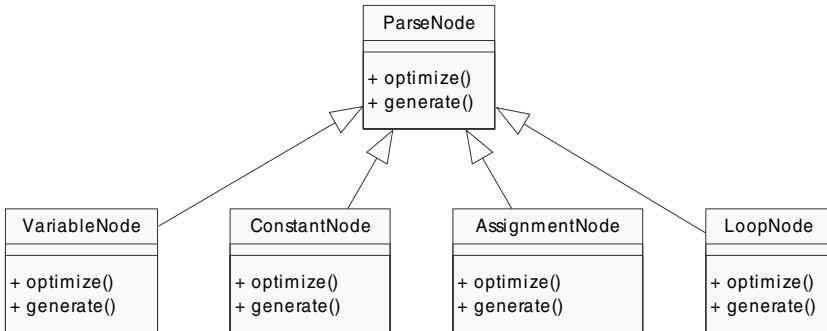 ParseNode
+ optimize()
+ generate()
VariableNode
+ optimize()
+ generate()
ConstantNode
+ optimize()
+ generate()
AssignmentNode
+ optimize()
+ generate()
LoopNode
+ optimize()
+ generate()